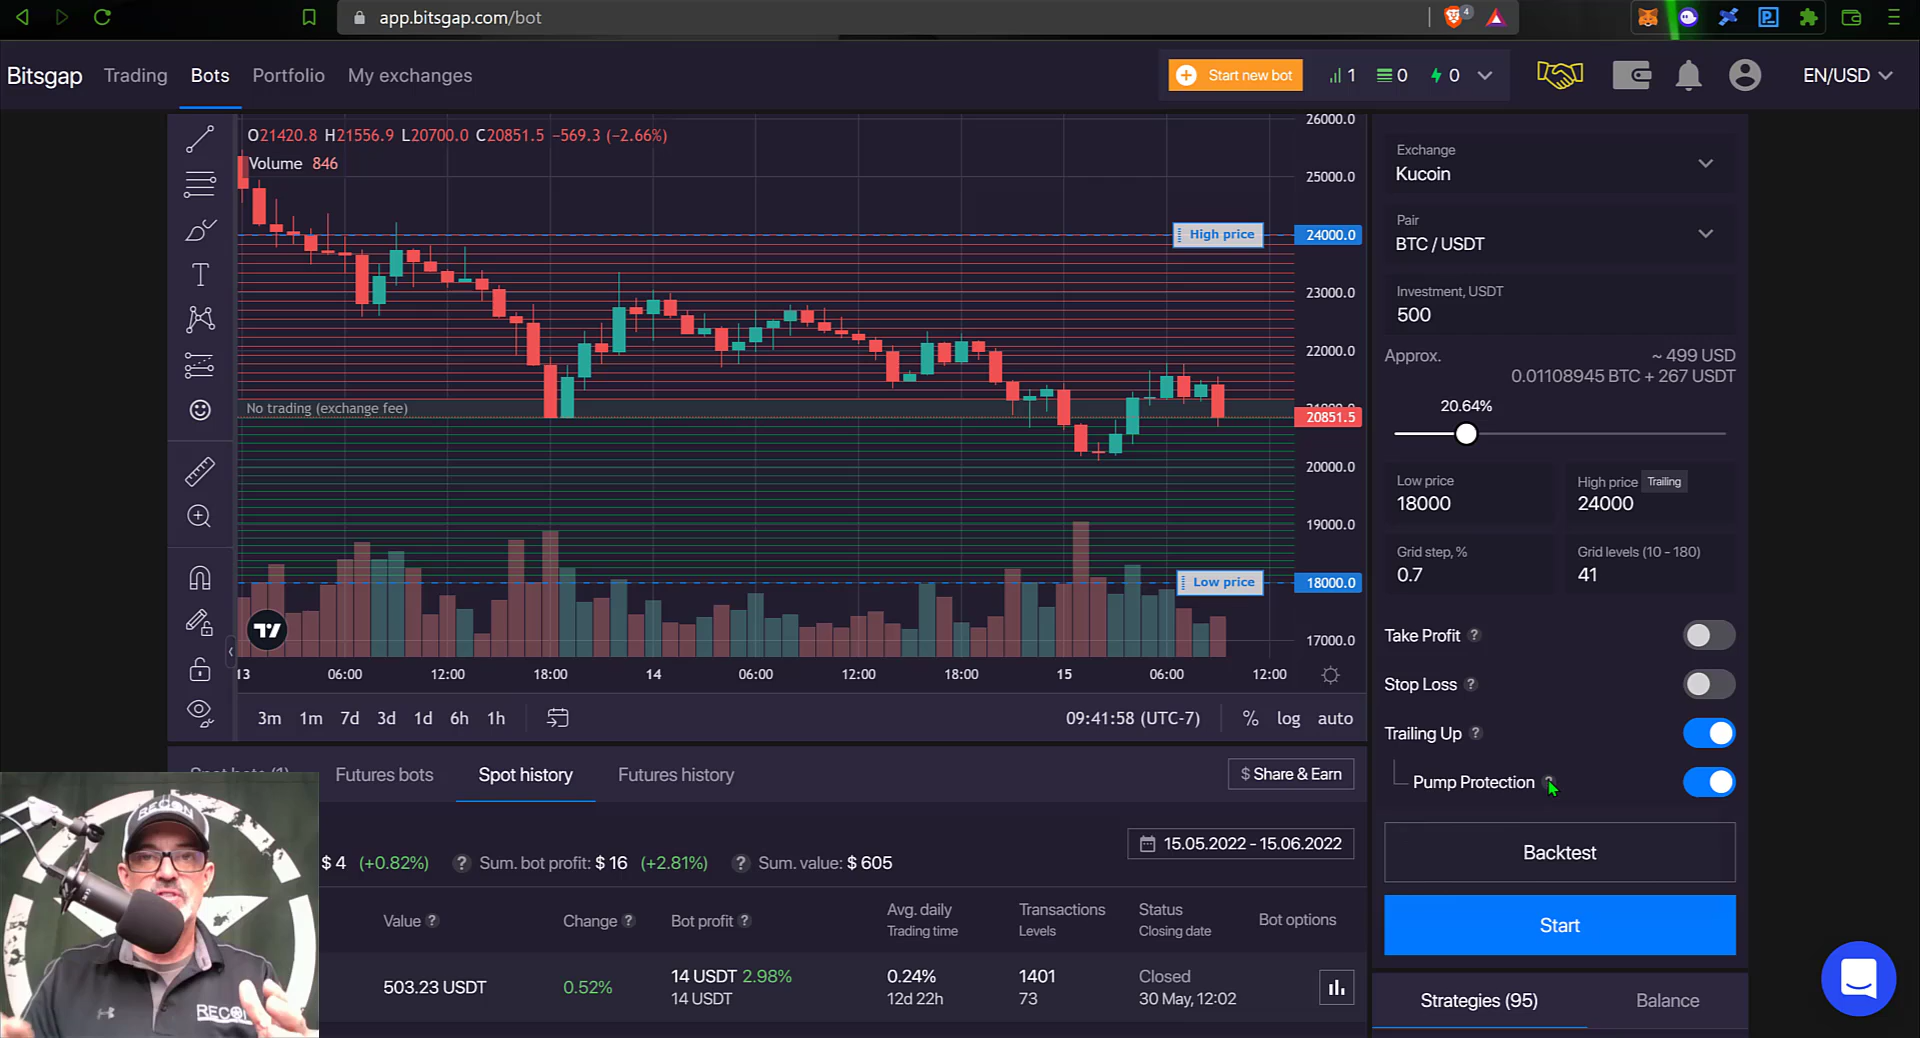 app.bitsgap.com/bot
4
Bitsgap
Trading
Bots
Portfolio
My exchanges
Start new bot
1
0
0
EN/USD
O21420.8 H21556.9 L20700.0 C20851.5 −569.3 (−2.66%)
Volume 846
26000.0
25000.0
High price
24000.0
23000.0
22000.0
No trading (exchange fee)
20851.5
20000.0
19000.0
Low price
18000.0
17000.0
13
06:00
12:00
18:00
14
06:00
12:00
18:00
15
06:00
12:00
3m
1m
7d
3d
1d
6h
1h
09:41:58 (UTC-7)
%
log
auto
Exchange
Kucoin
Pair
BTC / USDT
Investment, USDT
500
Approx.
~ 499 USD
0.01108945 BTC + 267 USDT
20.64%
Low price
18000
High price Trailing
24000
Grid step, %
0.7
Grid levels (10 - 180)
41
Take Profit ?
Stop Loss ?
Trailing Up ?
Pump Protection
Backtest
Start
Strategies (95)
Balance
Futures bots
Spot history
Futures history
$ Share & Earn
$ 4 (+0.82%)
? Sum. bot profit: $ 16 (+2.81%)
? Sum. value: $ 605
15.05.2022 - 15.06.2022
Value ?
Change ?
Bot profit ?
Avg. daily
Trading time
Transactions
Levels
Status
Closing date
Bot options
503.23 USDT
0.52%
14 USDT 2.98%
14 USDT
0.24%
12d 22h
1401
73
Closed
30 May, 12:02
RECON
RECON